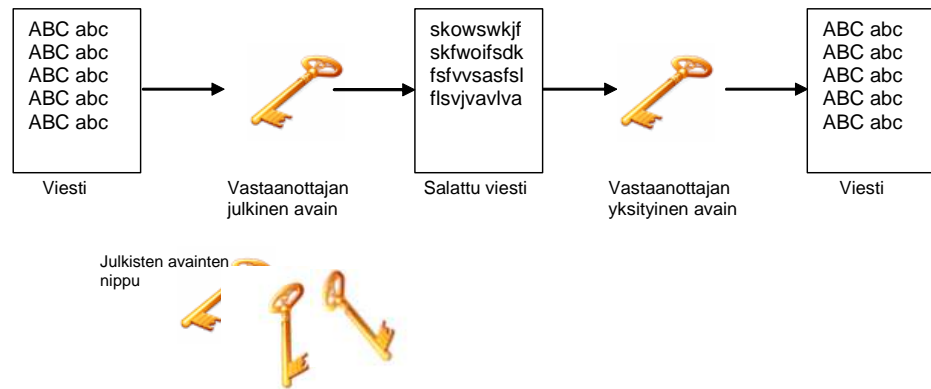 ABC abc
ABC abc
ABC abc
ABC abc
ABC abc
skowswkjf
skfwoifsdk
fsfvvsasfsl
flsvjvavlva
ABC abc
ABC abc
ABC abc
ABC abc
ABC abc
Viesti
Vastaanottajan
julkinen avain
Salattu viesti
Vastaanottajan
yksityinen avain
Viesti
Julkisten avainten
nippu